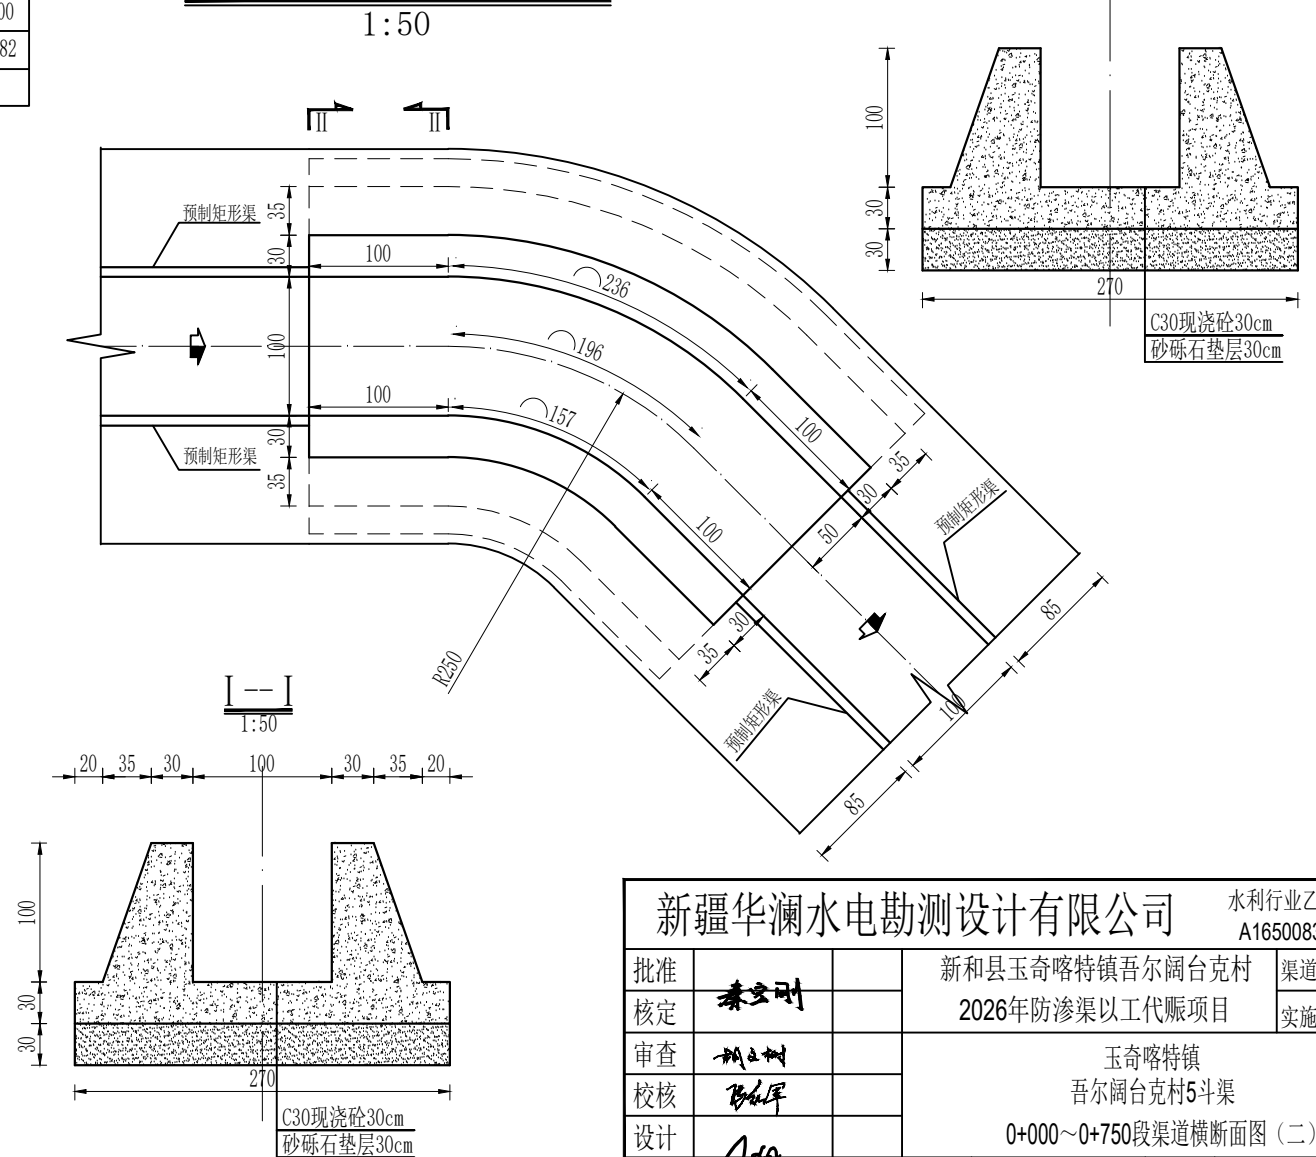 00
82
1:50
II II
100
30
30
270
C30现浇砼30cm
砂砾石垫层30cm
预制矩形渠
35
30
100
236
100
196
100
157
30
35
预制矩形渠
100
35
30
50
预制矩形渠
100
30
35
85
100
预制矩形渠
85
R250
I -- I
1:50
20 35 30 100 30 35 20
100
30
30
270
C30现浇砼30cm
砂砾石垫层30cm
新疆华澜水电勘测设计有限公司
水利行业乙
A1650083
批准
核定
审查
校核
设计
新和县玉奇喀特镇吾尔阔台克村
2026年防渗渠以工代赈项目
渠道
实施
玉奇喀特镇
吾尔阔台克村5斗渠
0+000～0+750段渠道横断面图（二）